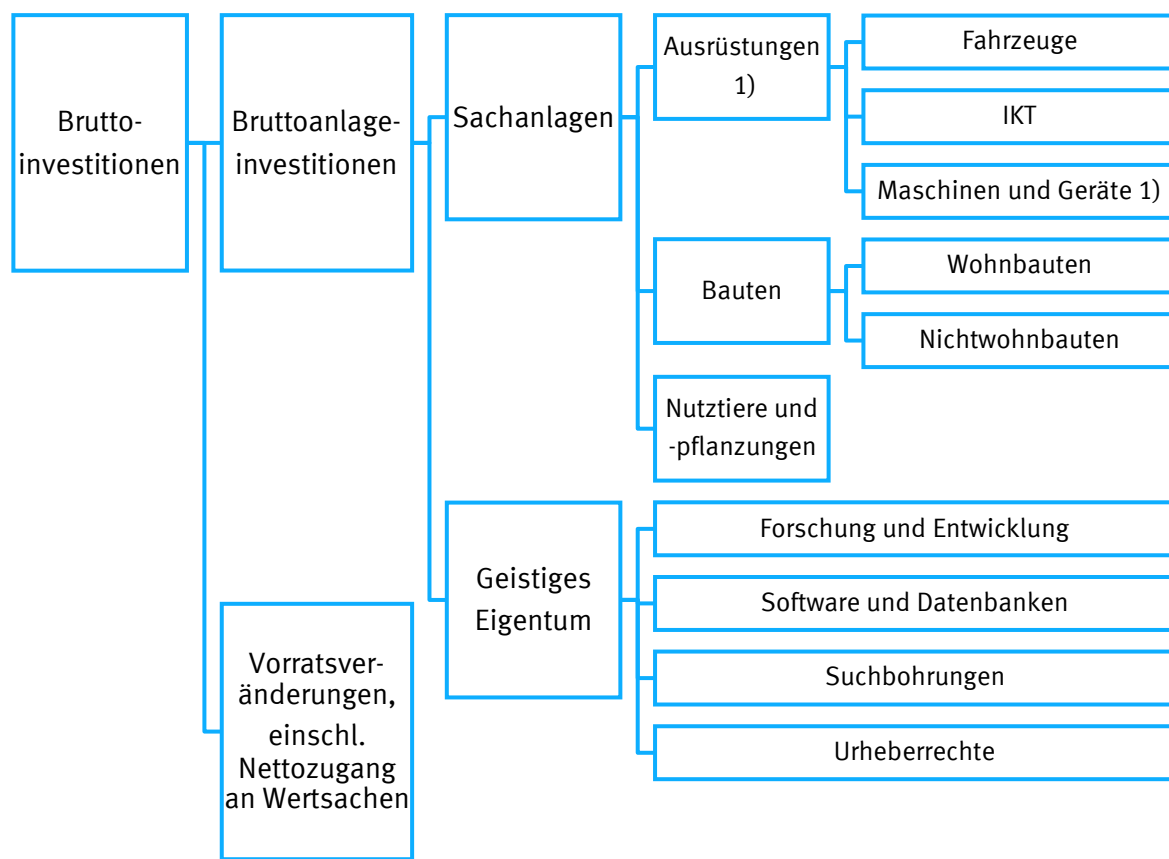 Brutto-
investitionen
Bruttoanlage-
investitionen
Sachanlagen
Ausrüstungen
1)
Fahrzeuge
IKT
Maschinen und Geräte 1)
Bauten
Wohnbauten
Nichtwohnbauten
Nutztiere und
-pflanzungen
Geistiges
Eigentum
Forschung und Entwicklung
Software und Datenbanken
Suchbohrungen
Urheberrechte
Vorratsver-
änderungen,
einschl.
Nettozugang
an Wertsachen